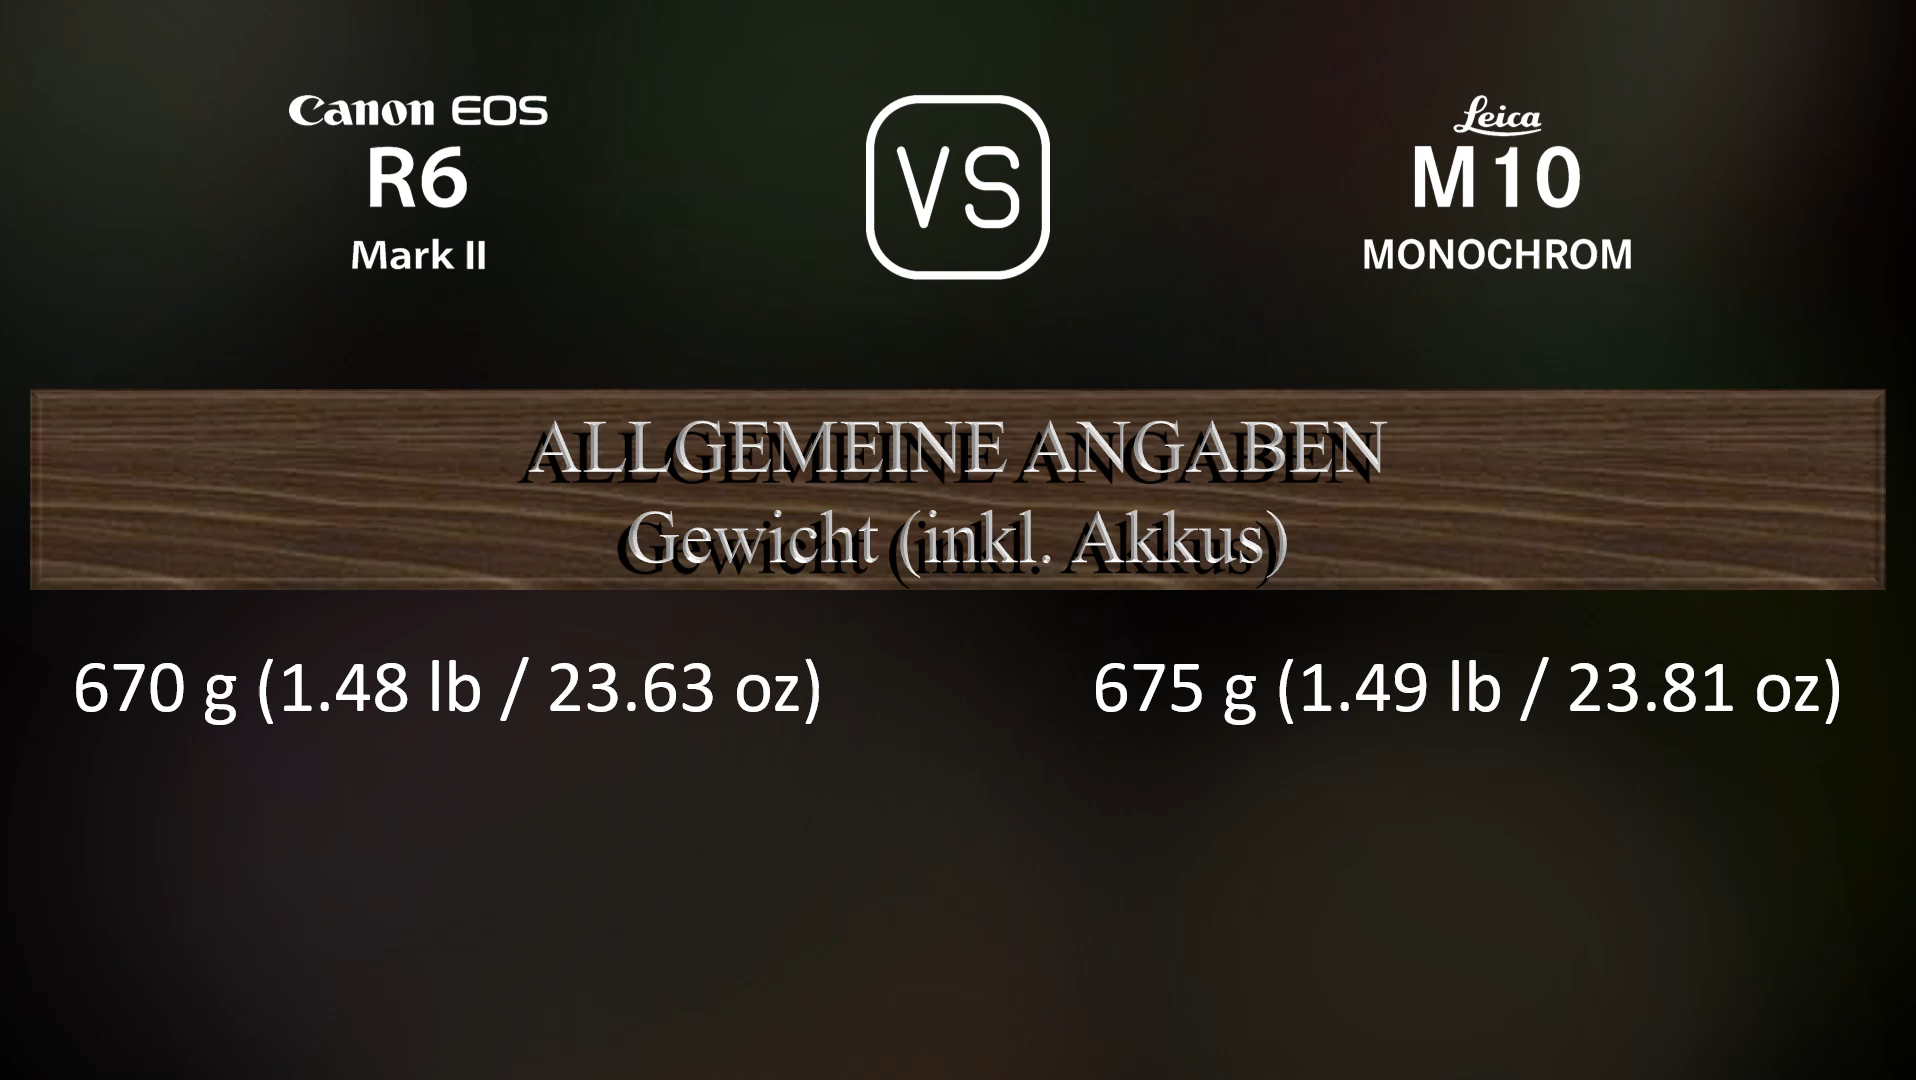 Canon EOS
R6
Mark II
VS
Leica
M10
MONOCHROM
ALLGEMEINE ANGABEN
Gewicht (inkl. Akkus)
670 g (1.48 lb / 23.63 oz)
675 g (1.49 lb / 23.81 oz)